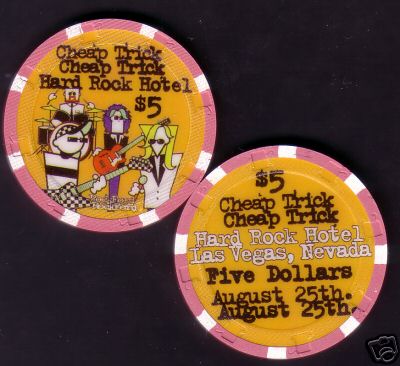 Cheap Trick
Cheap Trick
Hard Rock Hotel
$5
$5
Cheap Trick
Cheap Trick
Hard Rock Hotel
Las Vegas, Nevada
Five Dollars
August 25th.
August 25th.